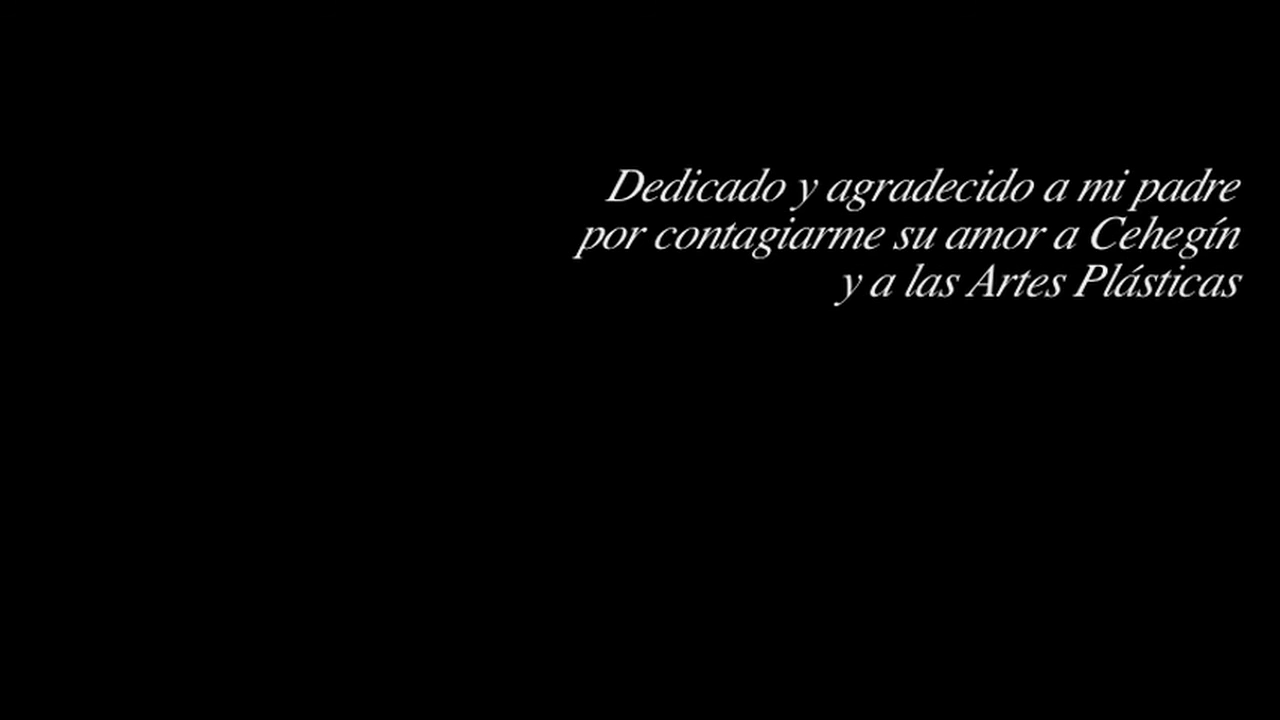 Dedicado y agradecido a mi padre
por contagiarme su amor a Cehegín
y a las Artes Plásticas